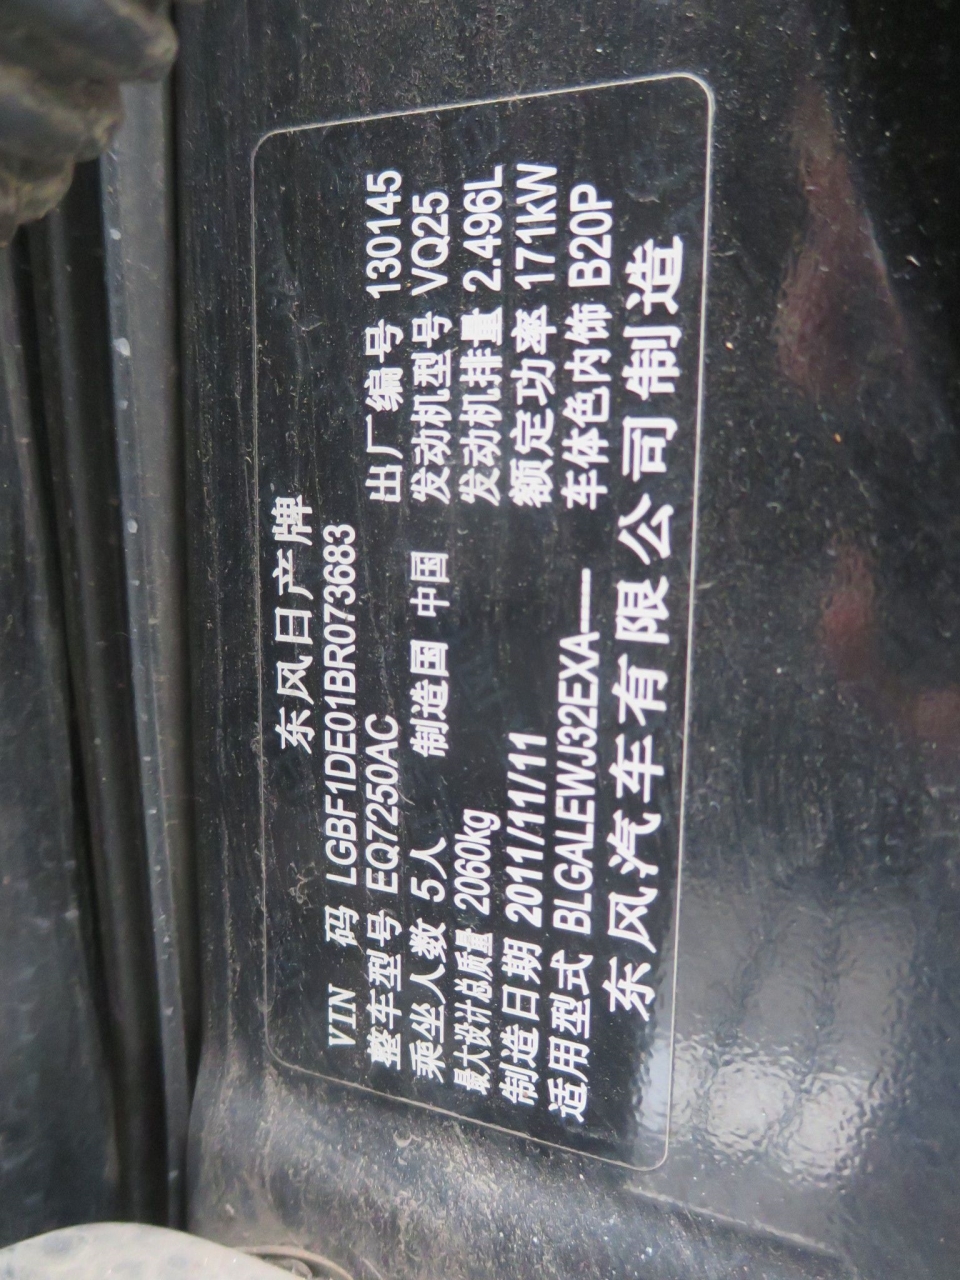 东风日产牌
VIN 码 LGBF1DE01BR073683
整车型号 EQ7250AC 出厂编号 130145
乘坐人数 5人 制造国 中国 发动机型号 VQ25
最大设计总质量 2060kg 发动机排量 2.496L
制造日期 2011/11/11 额定功率 171kW
适用型式 BLGALEWJ32EXA— 车体色内饰 B20P
东风汽车有限公司制造